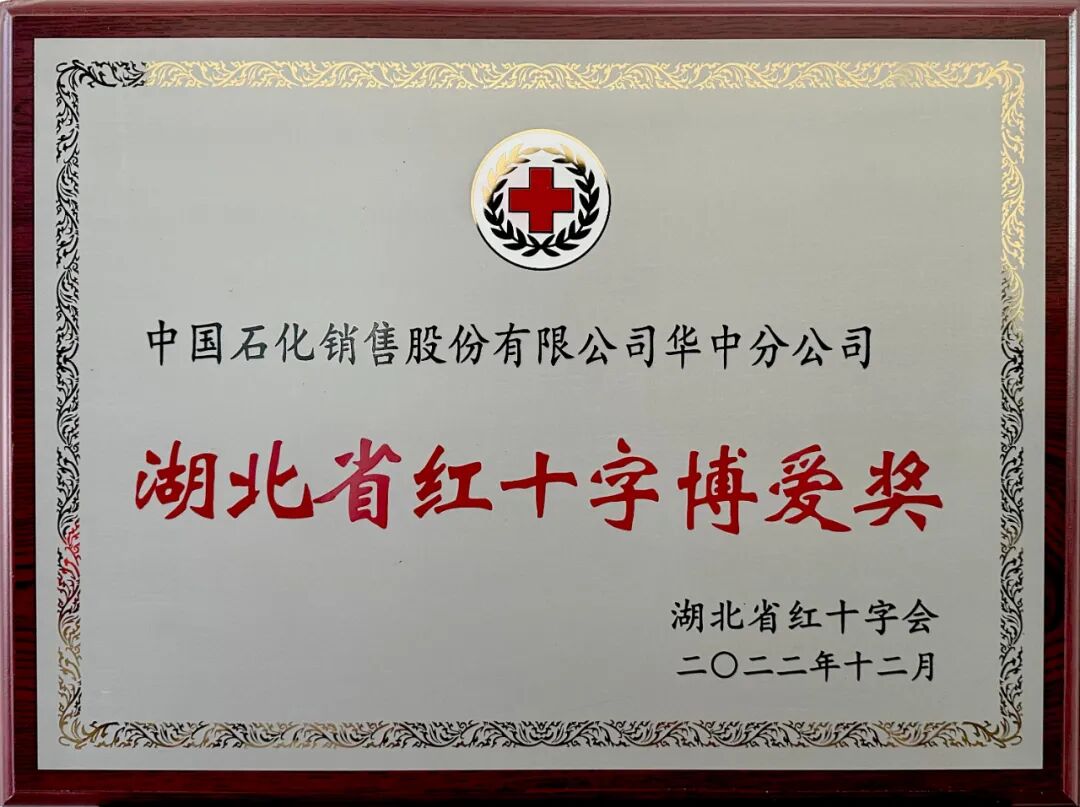 中国石化销售股份有限公司华中分公司
湖北省红十字博爱奖
湖北省红十字会
二〇二二年十二月